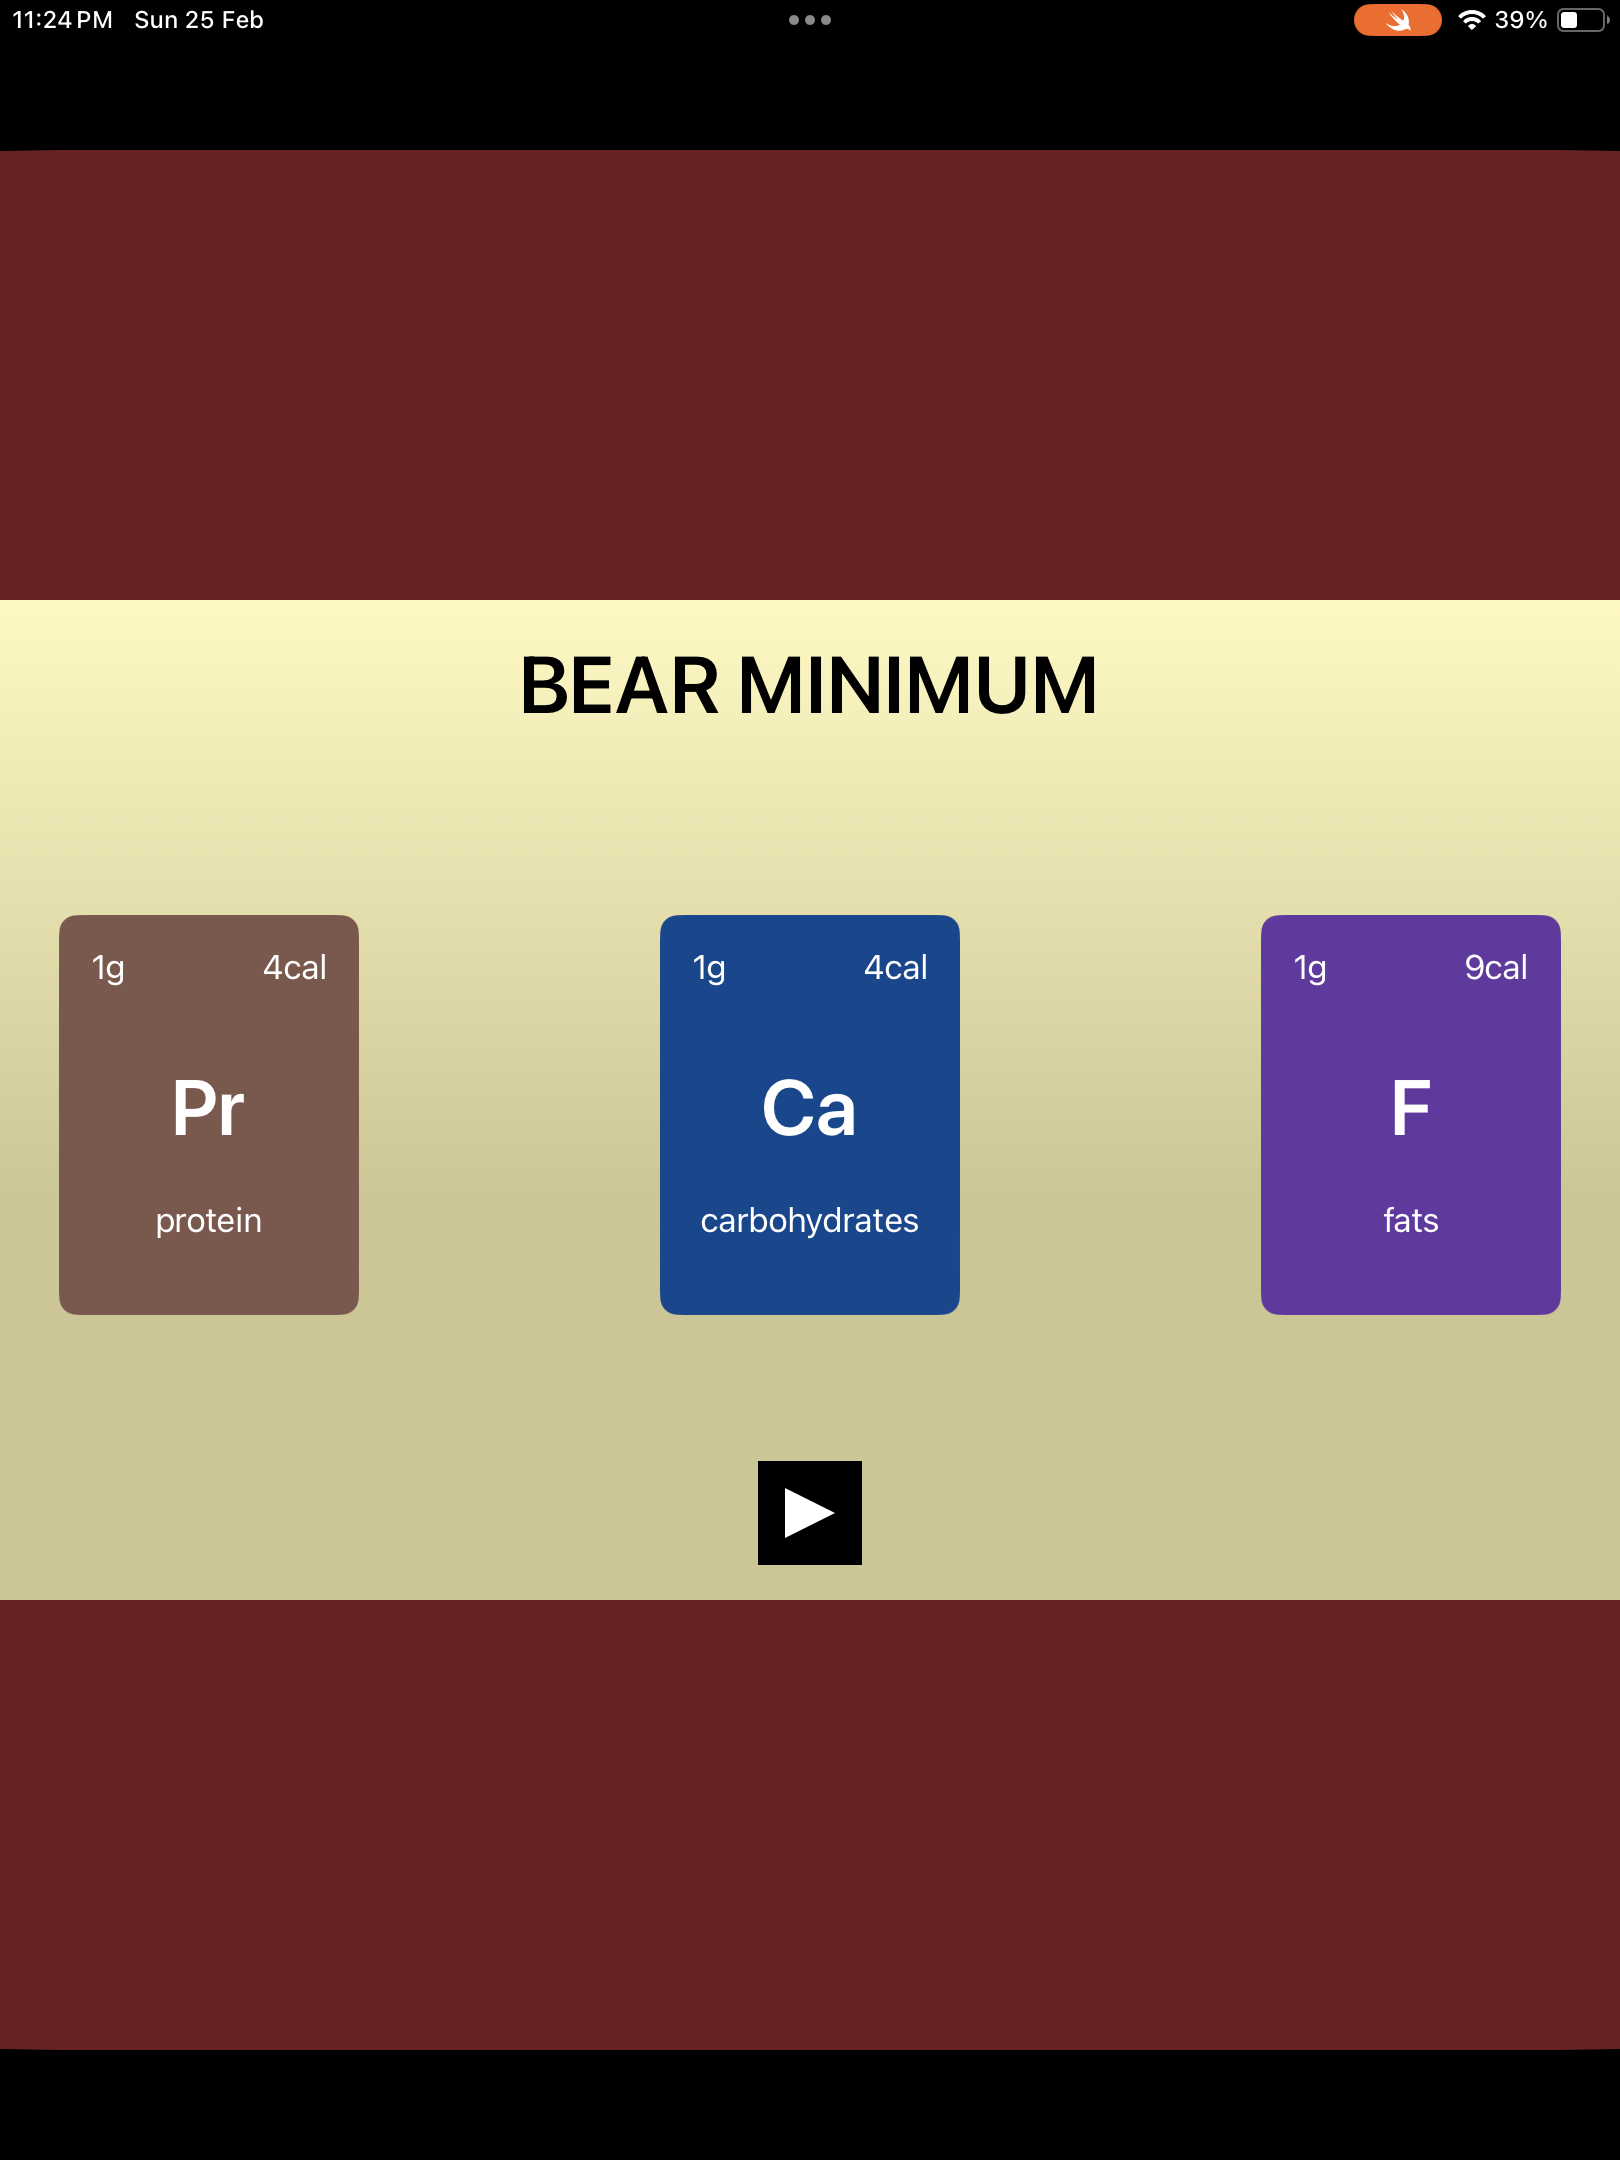 11:24 PM Sun 25 Feb 39%
BEAR MINIMUM
1g 4cal 1g 4cal 1g 9cal
Pr Ca F
protein carbohydrates fats